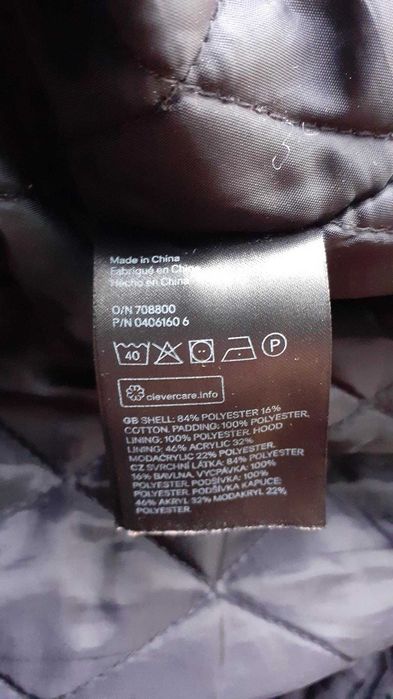 Made in China
Fabriqué en Chine
Hecho en China
O/N 708800
P/N 0406160 6
40
P
clevercare.info
GB SHELL: 84% POLYESTER 16%
COTTON. PADDING: 100% POLYESTER.
LINING: 100% POLYESTER. HOOD
LINING: 46% ACRYLIC 32%
MODACRYLIC 22% POLYESTER.
CZ SVRCHNÍ LÁTKA: 84% POLYESTER
16% BAVLNA. VYCPÁVKA: 100%
POLYESTER. PODŠÍVKA: 100%
POLYESTER. PODŠÍVKA KAPUCE:
46% AKRYL 32% MODAKRYL 22%
POLYESTER.